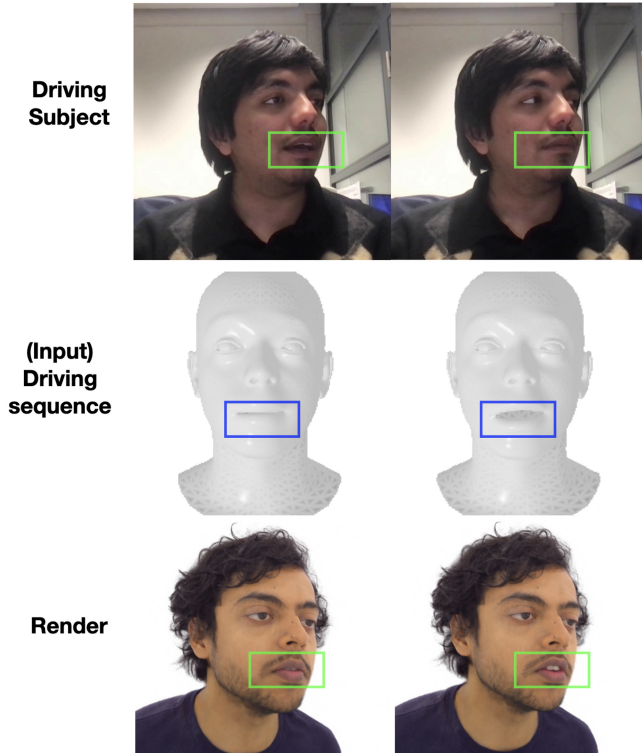 Driving
Subject
(Input)
Driving
sequence
Render